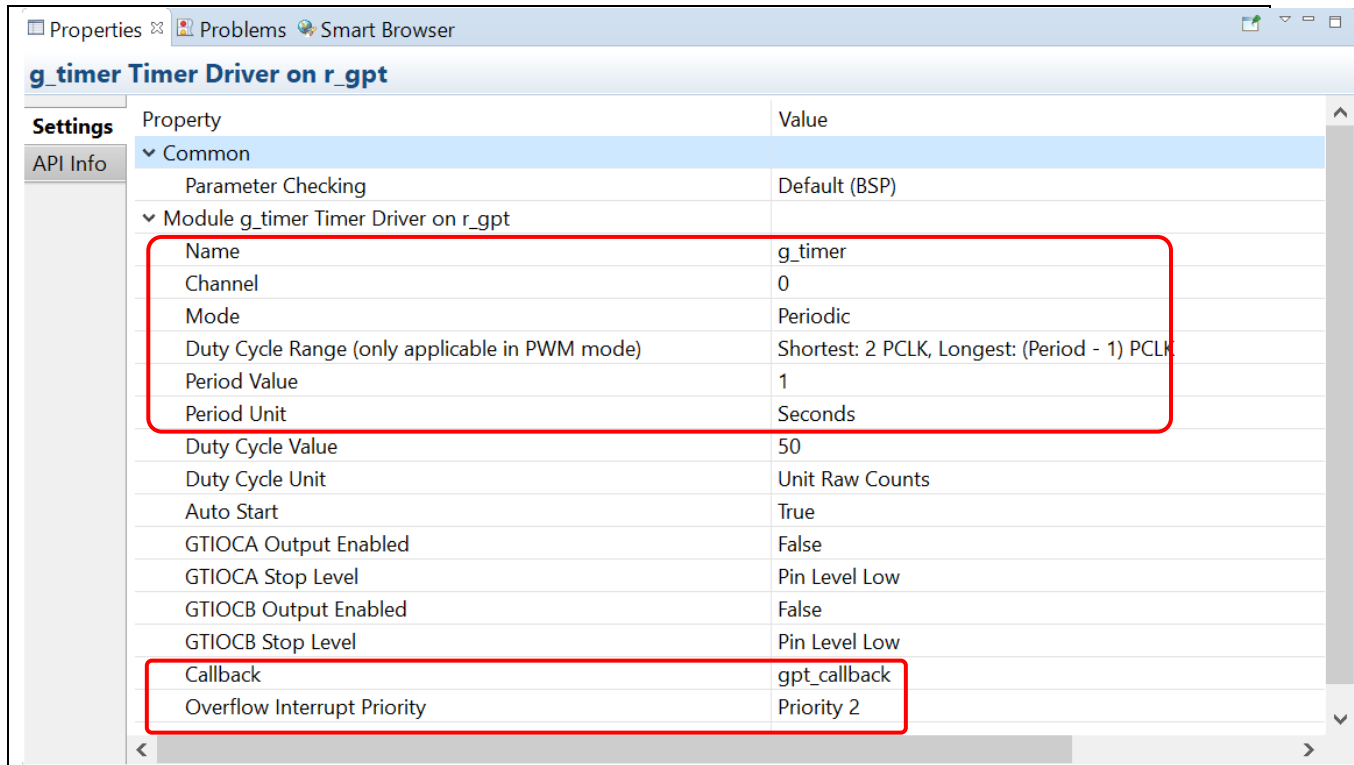 Properties Problems Smart Browser
g_timer Timer Driver on r_gpt
Settings
API Info
Property Value
Common
Parameter Checking Default (BSP)
Module g_timer Timer Driver on r_gpt
Name g_timer
Channel 0
Mode Periodic
Duty Cycle Range (only applicable in PWM mode) Shortest: 2 PCLK, Longest: (Period - 1) PCLK
Period Value 1
Period Unit Seconds
Duty Cycle Value 50
Duty Cycle Unit Unit Raw Counts
Auto Start True
GTIOCA Output Enabled False
GTIOCA Stop Level Pin Level Low
GTIOCB Output Enabled False
GTIOCB Stop Level Pin Level Low
Callback gpt_callback
Overflow Interrupt Priority Priority 2